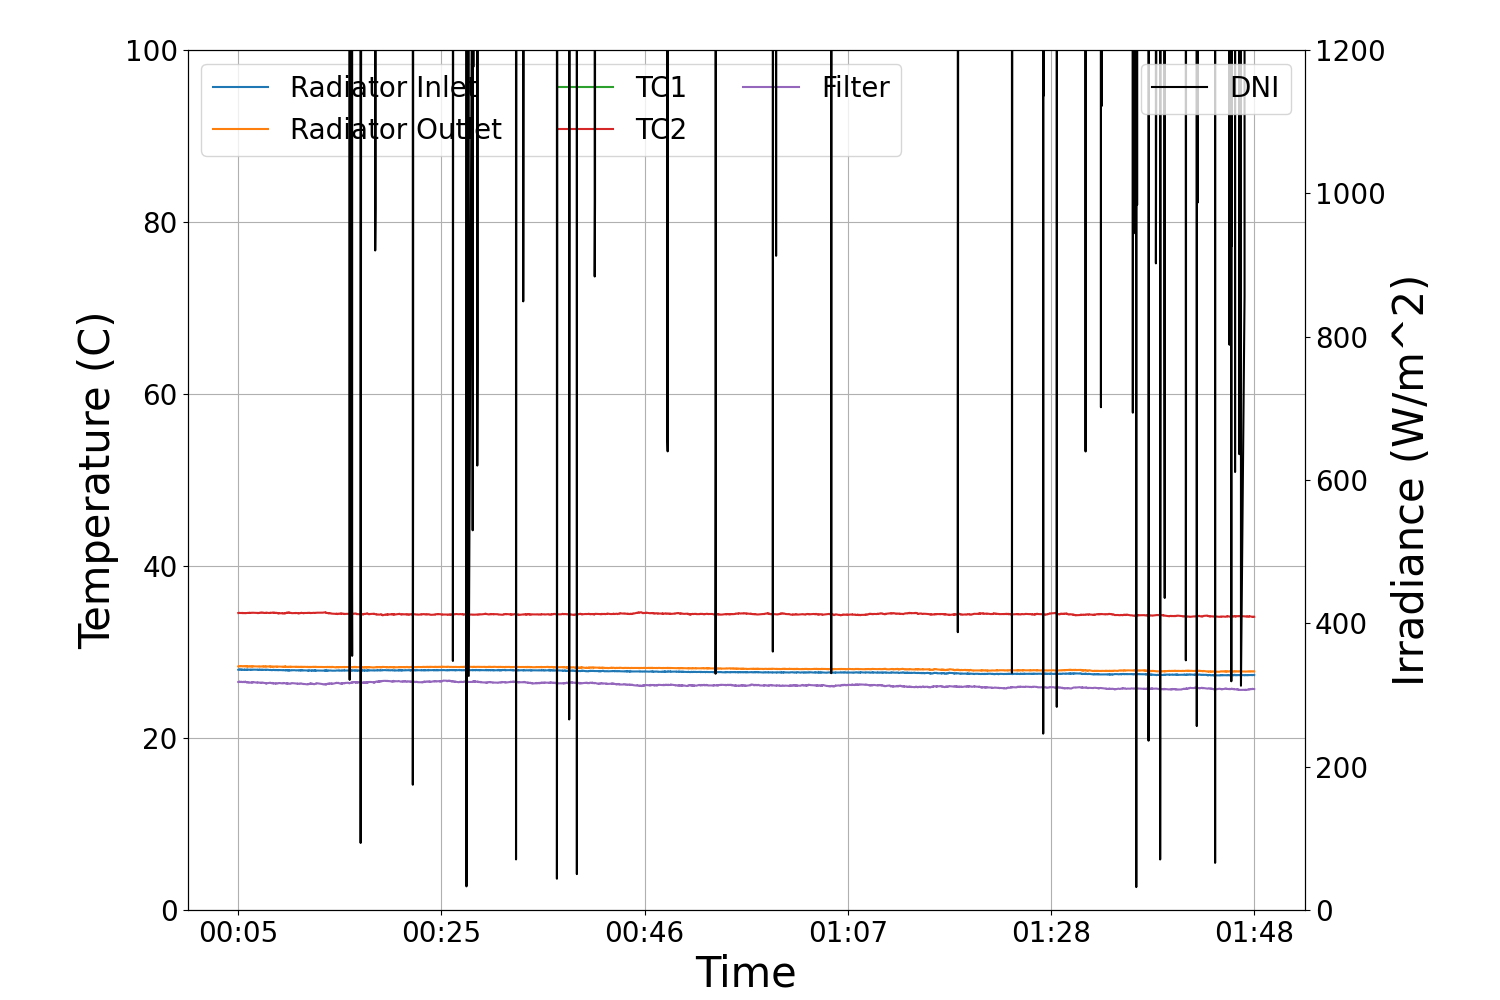 Radiator Inlet
Radiator Outlet
TC1
TC2
Filter
DNI
100
80
60
40
20
0
Temperature (C)
1200
1000
800
600
400
200
0
Irradiance (W/m^2)
00:05 00:25 00:46 01:07 01:28 01:48
Time